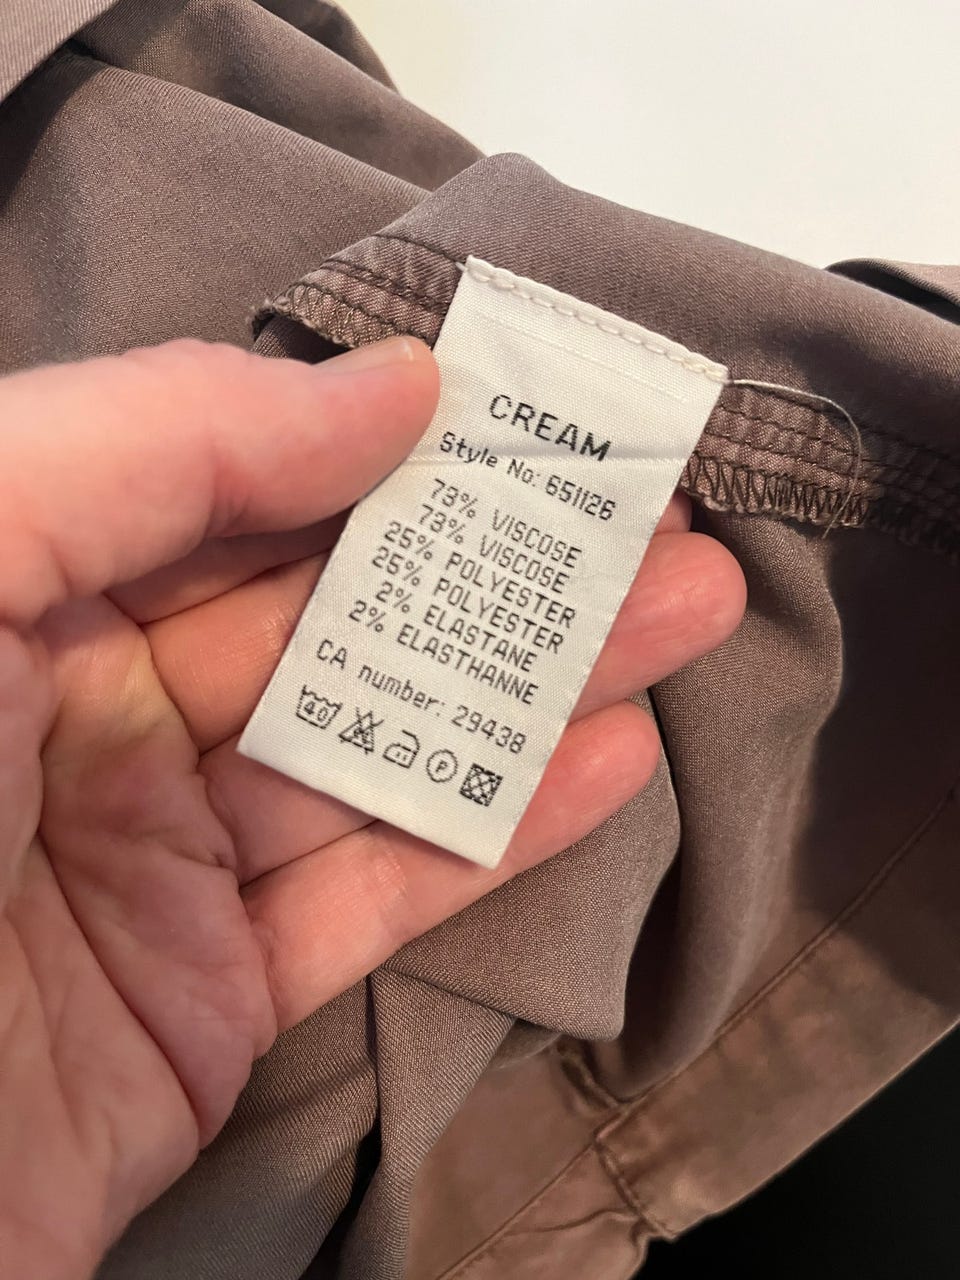 CREAM
Style No: 651126
73% VISCOSE
73% VISCOSE
25% POLYESTER
25% POLYESTER
2% ELASTANE
2% ELASTHANNE
CA number: 29438
40
P